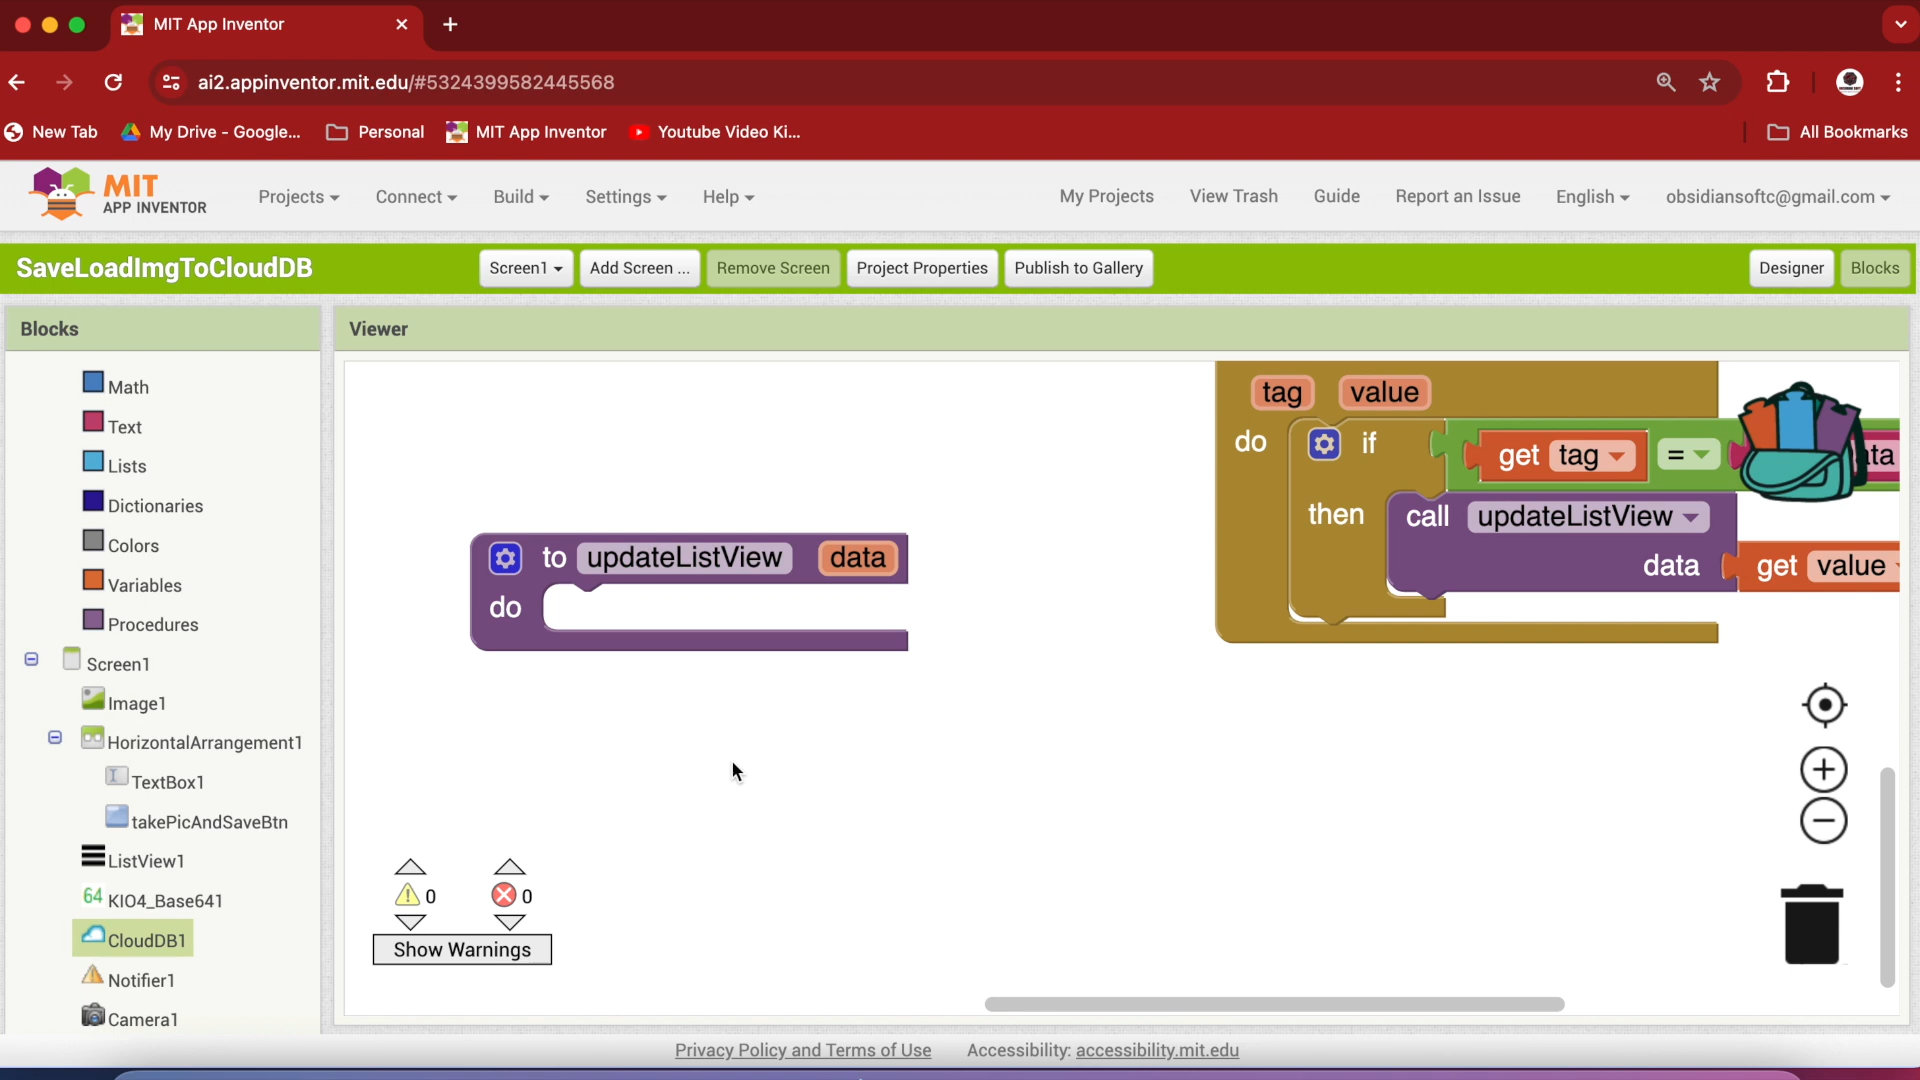 MIT App Inventor
ai2.appinventor.mit.edu/#5324399582445568
New Tab My Drive - Google... Personal MIT App Inventor Youtube Video Ki... All Bookmarks
MIT
APP INVENTOR
Projects Connect Build Settings Help My Projects View Trash Guide Report an Issue English obsidiansoftc@gmail.com
SaveLoadImgToCloudDB Screen1 Add Screen ... Remove Screen Project Properties Publish to Gallery Designer Blocks
Blocks
Math
Text
Lists
Dictionaries
Colors
Variables
Procedures
Screen1
Image1
HorizontalArrangement1
TextBox1
takePicAndSaveBtn
ListView1
64 KIO4_Base641
CloudDB1
Notifier1
Camera1
Viewer
to updateListView data
do
tag value
do if get tag = ata
then call updateListView
data get value
0 0
Show Warnings
Privacy Policy and Terms of Use Accessibility: accessibility.mit.edu